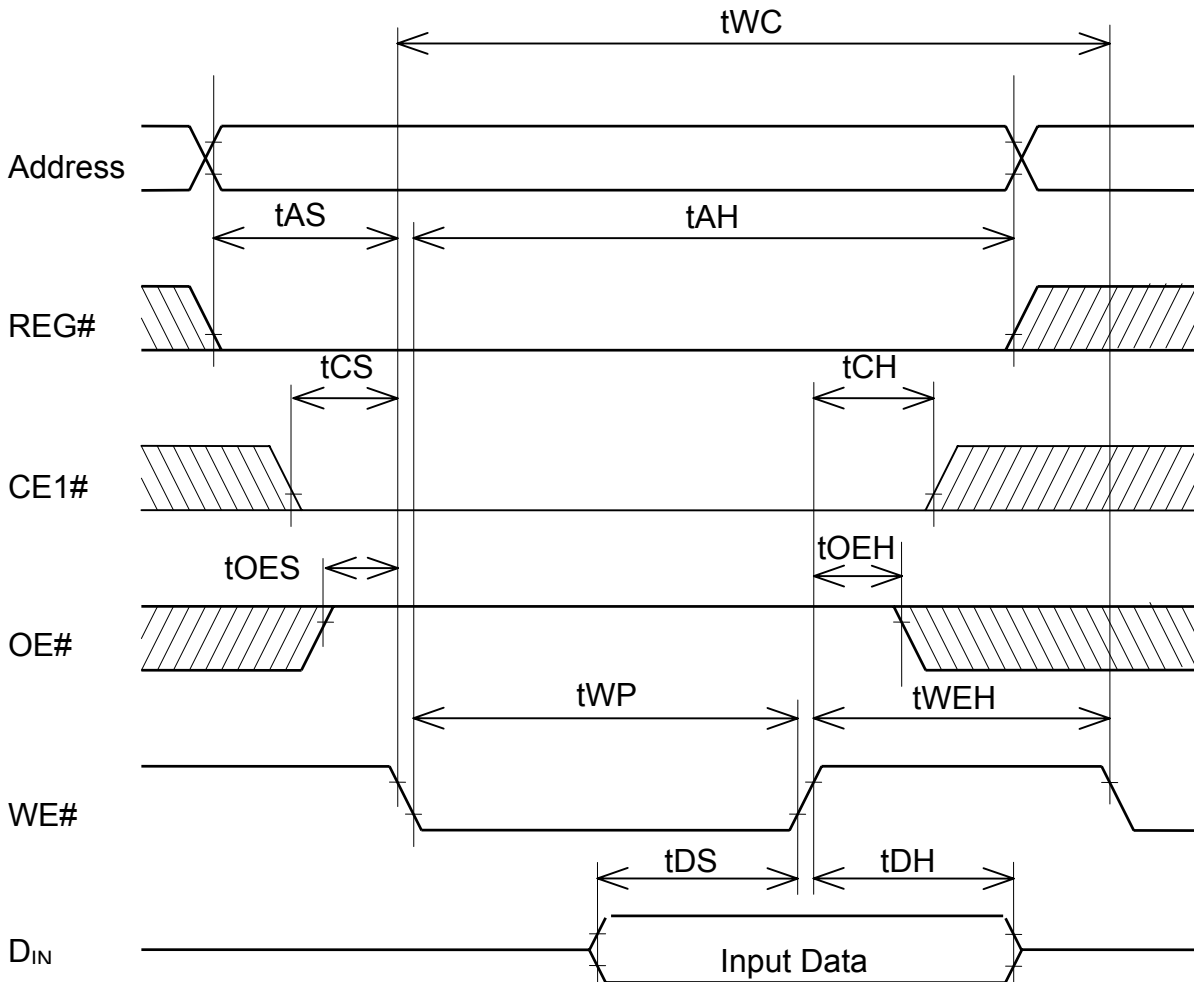 tWC
Address
tAS
tAH
REG#
tCS
tCH
CE1#
tOES
tOEH
OE#
tWP
tWEH
WE#
tDS
tDH
DIN
Input Data